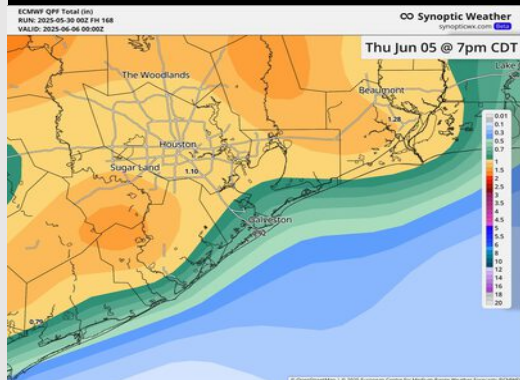 ECMWF QPF Total (in)
RUN: 2025-05-30 00Z FH 168
VALID: 2025-06-06 00:00Z
Synoptic Weather
synopticwx.com Beta
Thu Jun 05 @ 7pm CDT
Lake
The Woodlands
Beaumont
1.28
Houston
Sugar Land
1.10
Galveston
0.79
0.01
0.1
0.3
0.5
0.7
1
1.5
2
2.5
3
3.5
4
4.5
5
6
8
10
12
14
16
18
20